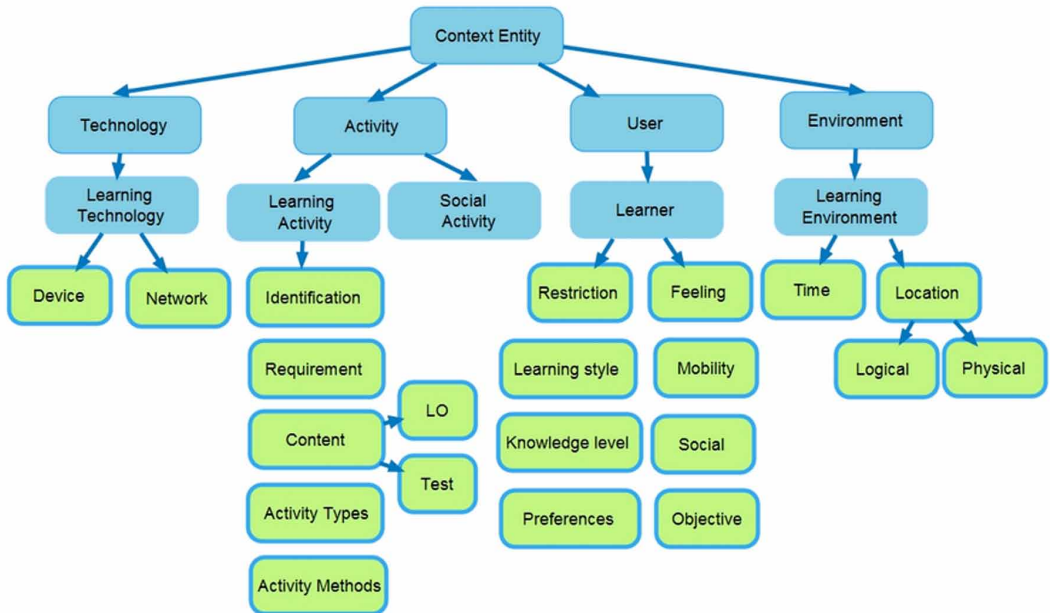 Context Entity
Technology
Activity
User
Environment
Learning
Technology
Learning
Activity
Social
Activity
Learner
Learning
Environment
Device
Network
Identification
Restriction
Feeling
Time
Location
Requirement
Learning style
Mobility
Logical
Physical
LO
Content
Knowledge level
Social
Test
Activity Types
Preferences
Objective
Activity Methods